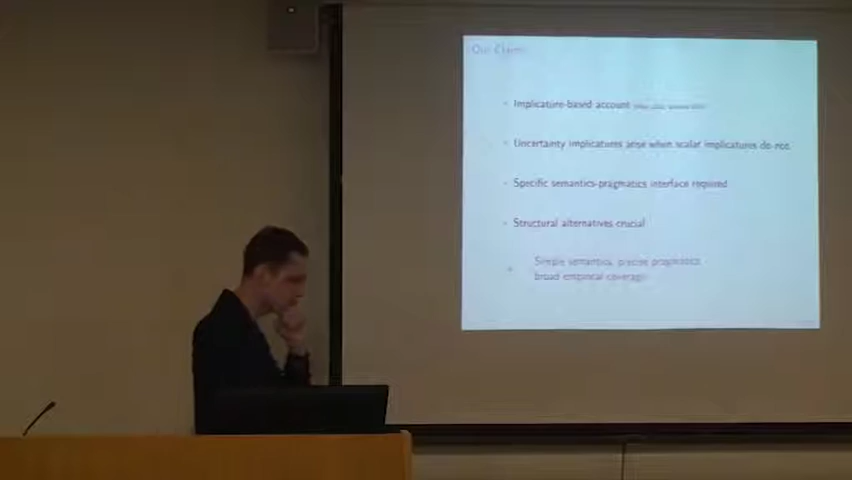 Our Claim
Implicature-based account
Uncertainty implicatures arise when scalar implicatures do not.
Specific semantics-pragmatics interface required
Structural alternatives crucial
Simple semantics, precise pragmatics
broad empirical coverage